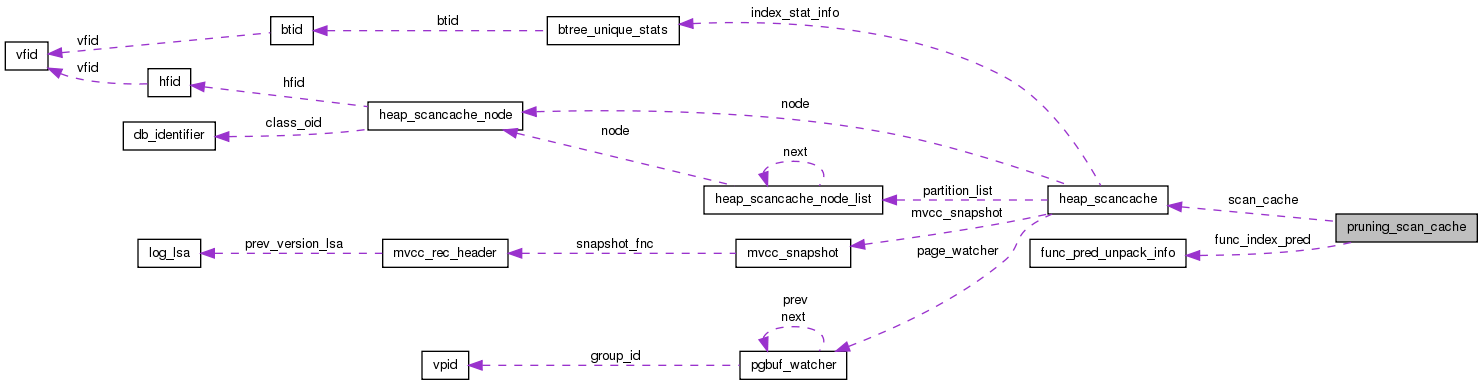 index_stat_info
btid
btid
btree_unique_stats
vfid
vfid
vfid
hfid
hfid
heap_scancache_node
node
class_oid
db_identifier
node
next
heap_scancache_node_list
partition_list
heap_scancache
scan_cache
mvcc_snapshot
pruning_scan_cache
func_index_pred
log_lsa
prev_version_lsa
mvcc_rec_header
snapshot_fnc
mvcc_snapshot
page_watcher
func_pred_unpack_info
prev
next
group_id
vpid
pgbuf_watcher